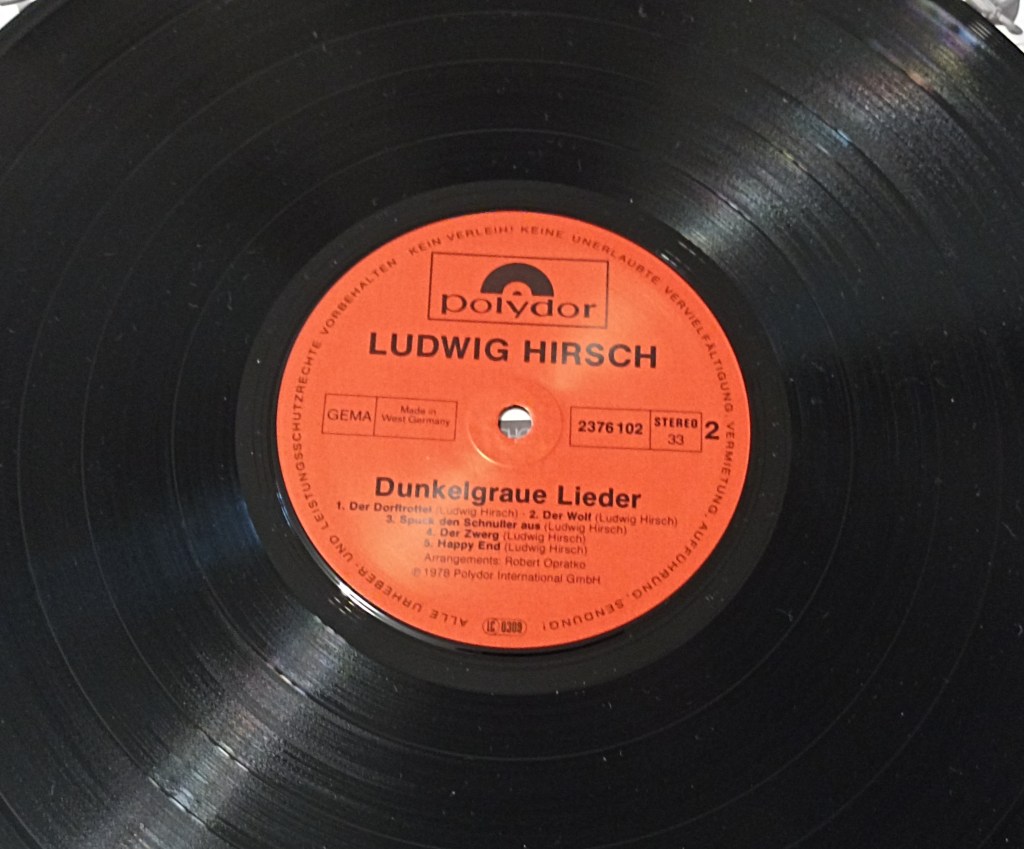 ALLE URHEBER- UND LEISTUNGSSCHUTZRECHTE VORBEHALTEN KEIN VERLEIH! KEINE UNERLAUBTE VERVIELFÄLTIGUNG, VERMIETUNG, AUFFÜHRUNG, SENDUNG!
polydor
LUDWIG HIRSCH
GEMA Made in West Germany
2376 102 STEREO 33 2
Dunkelgraue Lieder
1. Der Dorftrottel (Ludwig Hirsch) · 2. Der Wolf (Ludwig Hirsch)
3. Spuck den Schnuller aus (Ludwig Hirsch)
4. Der Zwerg (Ludwig Hirsch)
5. Happy End (Ludwig Hirsch)
Arrangements: Robert Opratko
℗ 1978 Polydor International GmbH
LC 0309